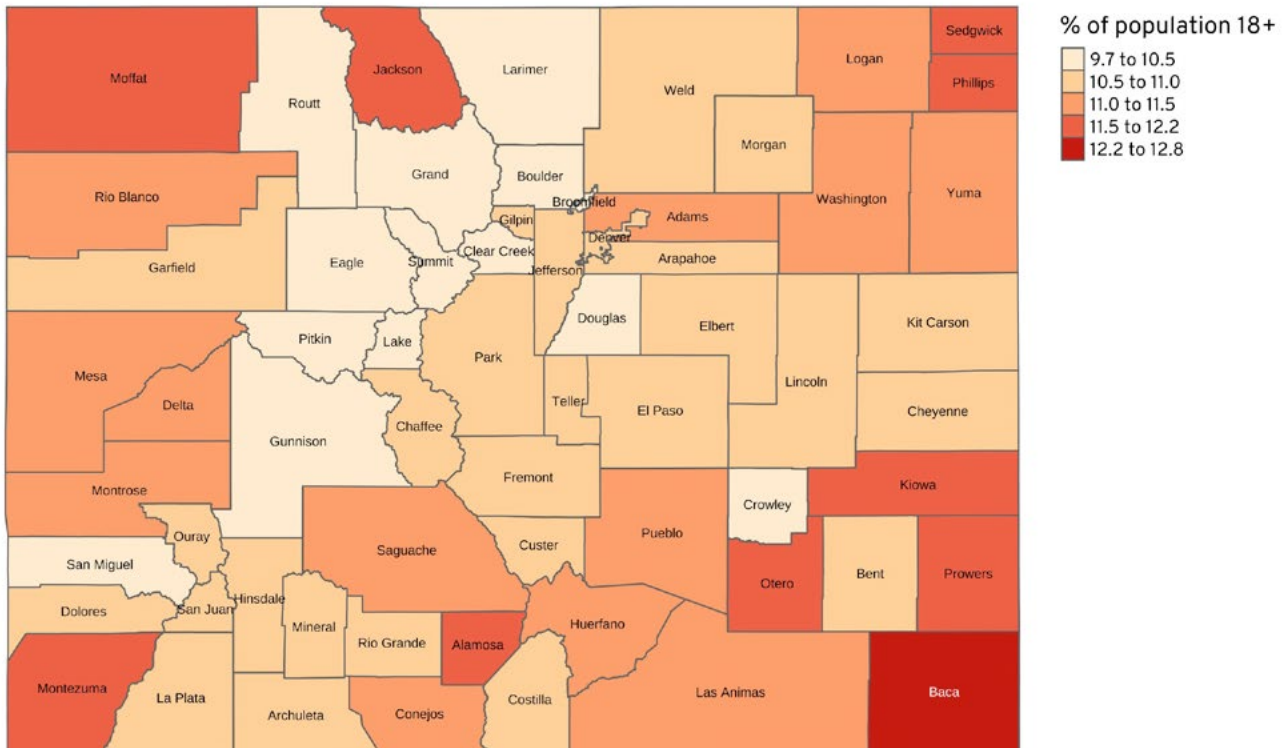 % of population 18+
9.7 to 10.5
10.5 to 11.0
11.0 to 11.5
11.5 to 12.2
12.2 to 12.8
Moffat
Routt
Jackson
Larimer
Weld
Logan
Sedgwick
Phillips
Morgan
Rio Blanco
Grand
Boulder
Broomfield
Washington
Yuma
Gilpin
Adams
Garfield
Eagle
Summit
Clear Creek
Jefferson
Denver
Arapahoe
Pitkin
Lake
Douglas
Elbert
Kit Carson
Mesa
Park
Lincoln
Delta
Teller
El Paso
Cheyenne
Gunnison
Chaffee
Montrose
Fremont
Kiowa
Crowley
Ouray
Saguache
Custer
Pueblo
San Miguel
Otero
Bent
Prowers
Dolores
San Juan
Hinsdale
Mineral
Rio Grande
Alamosa
Huerfano
Montezuma
La Plata
Archuleta
Conejos
Costilla
Las Animas
Baca